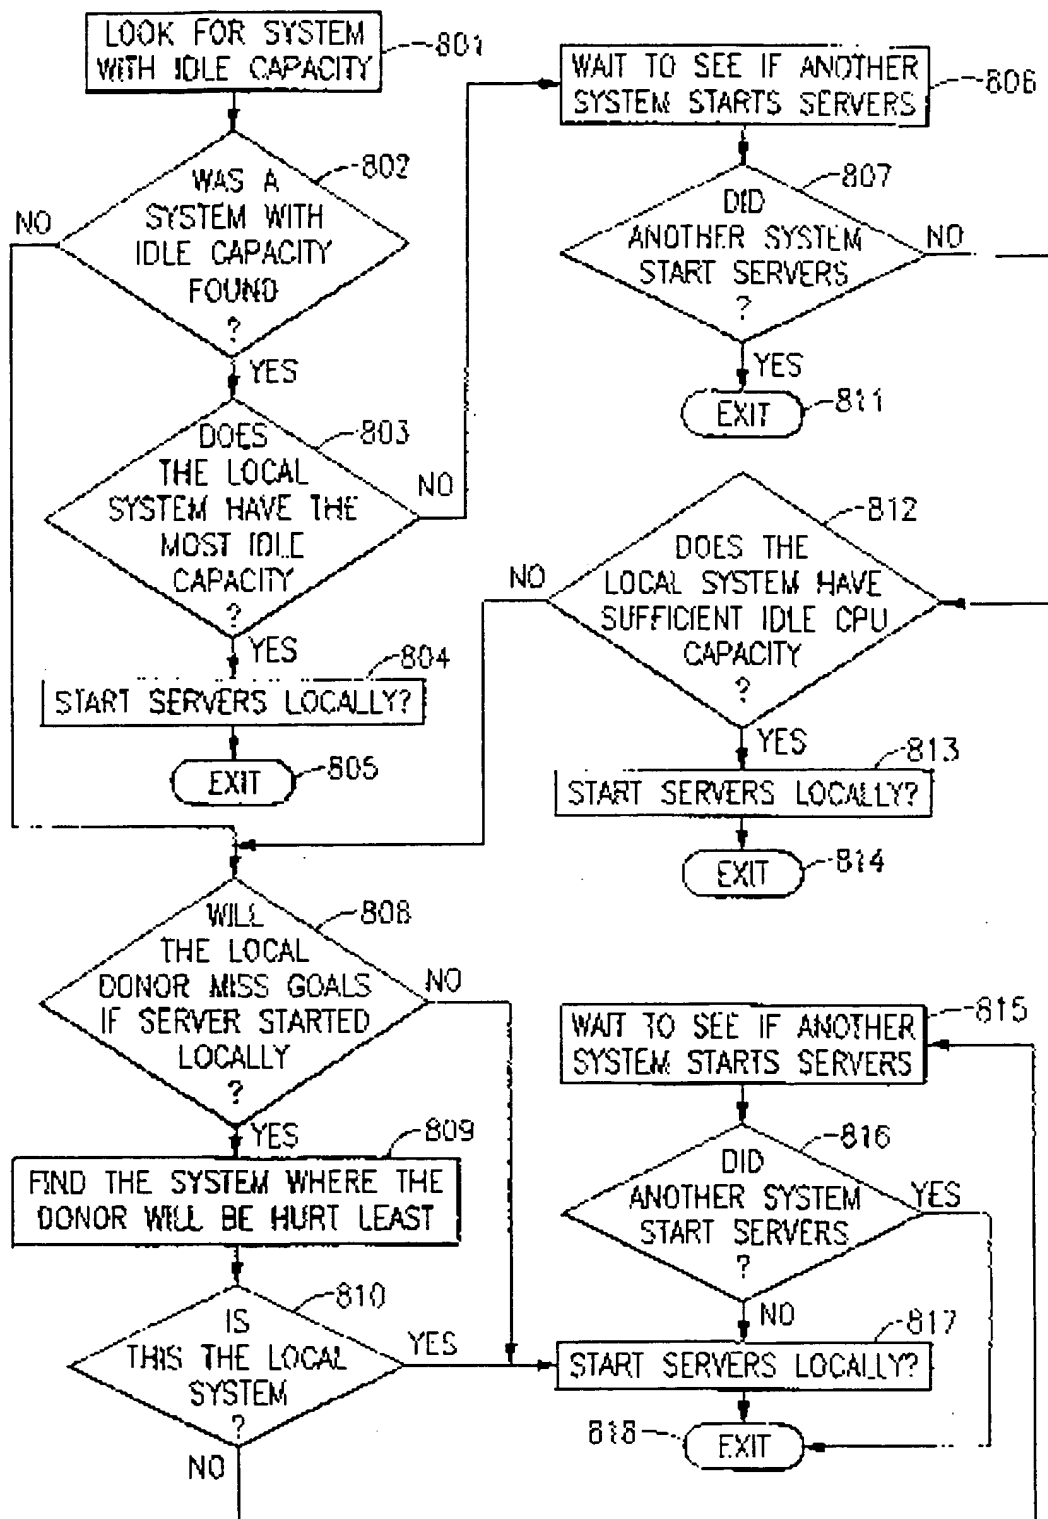 LOOK FOR SYSTEM
WITH IDLE CAPACITY
801
802
WAS A
SYSTEM WITH
IDLE CAPACITY
FOUND
?
NO
YES
803
DOES
THE LOCAL
SYSTEM HAVE THE
MOST IDLE
CAPACITY
?
NO
YES
804
START SERVERS LOCALLY?
EXIT
805
WAIT TO SEE IF ANOTHER
SYSTEM STARTS SERVERS
806
807
DID
ANOTHER SYSTEM
START SERVERS
?
NO
YES
EXIT
811
812
DOES THE
LOCAL SYSTEM HAVE
SUFFICIENT IDLE CPU
CAPACITY
?
NO
YES
813
START SERVERS LOCALLY?
EXIT
814
808
WILL
THE LOCAL
DONOR MISS GOALS
IF SERVER STARTED
LOCALLY
?
NO
YES
809
FIND THE SYSTEM WHERE THE
DONOR WILL BE HURT LEAST
810
IS
THIS THE LOCAL
SYSTEM
?
YES
NO
WAIT TO SEE IF ANOTHER
SYSTEM STARTS SERVERS
815
816
DID
ANOTHER SYSTEM
START SERVERS
?
YES
NO
817
START SERVERS LOCALLY?
818
EXIT